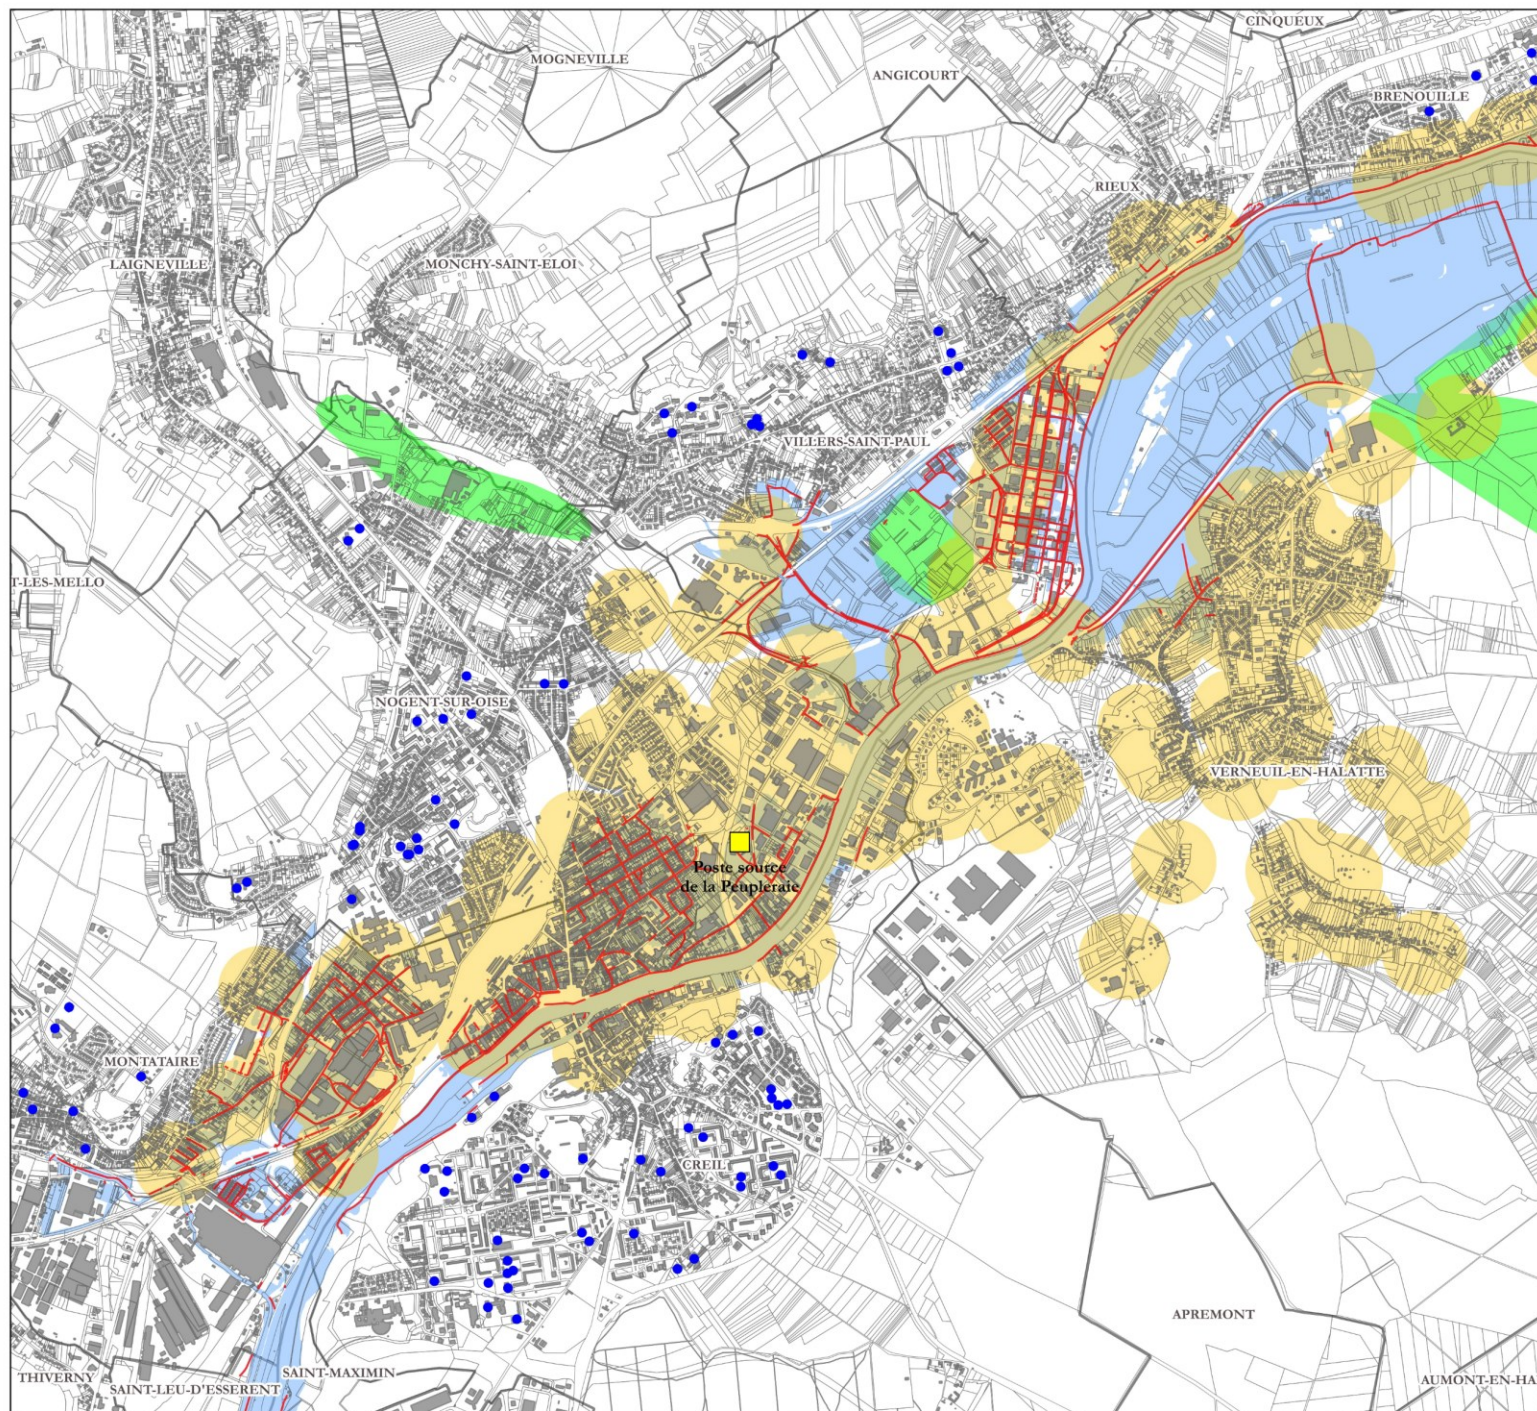 CINQUEUX
MOGNEVILLE
ANGICOURT
BRENOUILLE
RIEUX
LAIGNEVILLE
MONCHY-SAINT-ELOI
VILLERS-SAINT-PAUL
T-LES-MELLO
NOGENT-SUR-OISE
VERNEUIL-EN-HALATTE
Poste source
de la Peupleraie
MONTATAIRE
CREIL
APREMONT
SAINT-MAXIMIN
THIVERNY
SAINT-LEU-D'ESSERENT
AUMONT-EN-HA